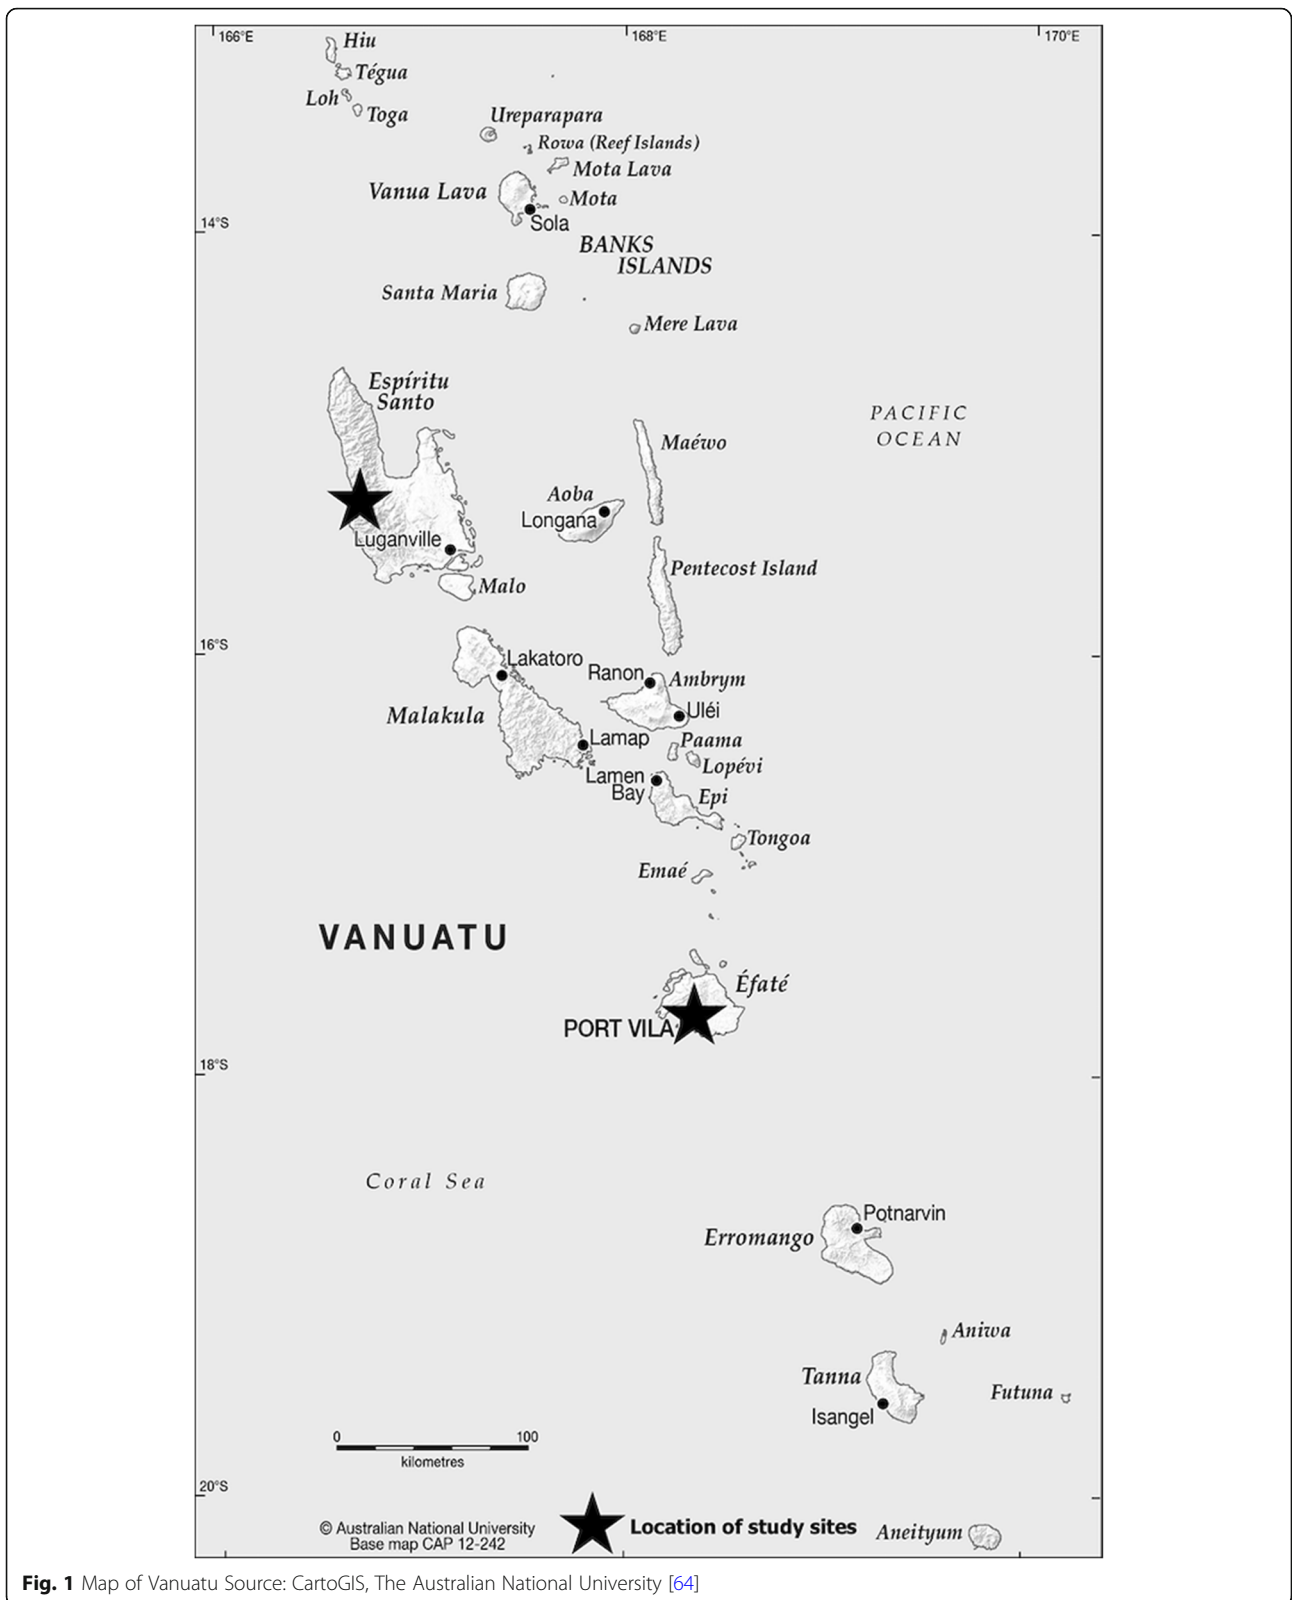 166°E
168°E
170°E
Hiu
Tégua
Loh
Toga
Ureparapara
Rowa (Reef Islands)
Mota Lava
Vanua Lava
Mota
Sola
14°S
BANKS
ISLANDS
Santa Maria
Mere Lava
Espíritu
Santo
PACIFIC
OCEAN
Maéwo
Aoba
Longana
Luganville
Pentecost Island
Malo
16°S
Lakatoro
Ranon
Ambrym
Malakula
Uléi
Lamap
Paama
Lopévi
Lamen
Bay
Epi
Tongoa
Emaé
VANUATU
Éfaté
PORT VILA
18°S
Coral Sea
Potnarvin
Erromango
Aniwa
Tanna
Futuna
Isangel
0 100
kilometres
20°S
© Australian National University
Base map CAP 12-242
Location of study sites
Aneityum
Fig. 1 Map of Vanuatu Source: CartoGIS, The Australian National University [64]